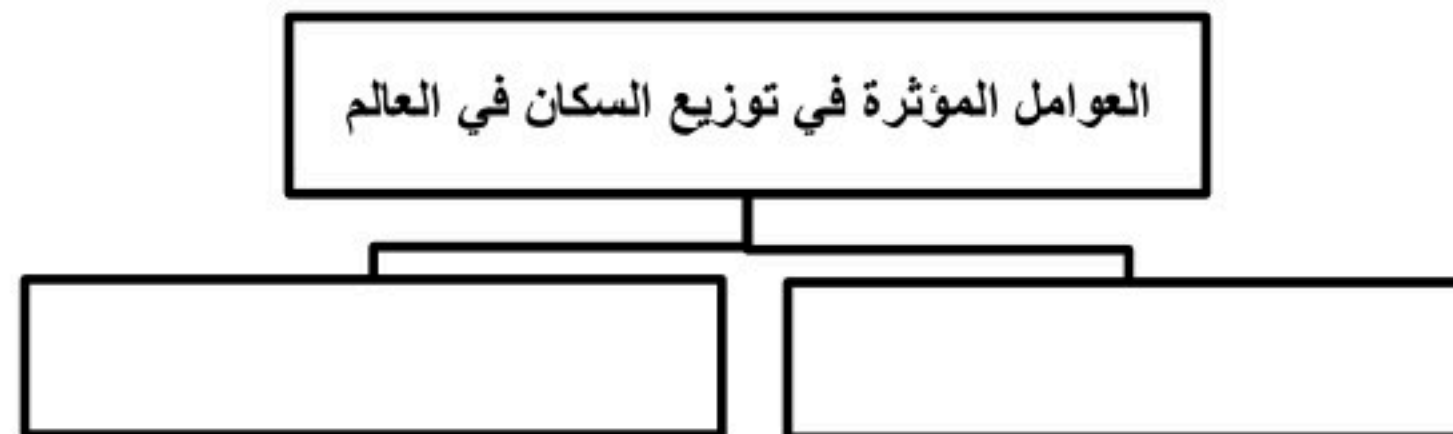 العوامل المؤثرة في توزيع السكان في العالم